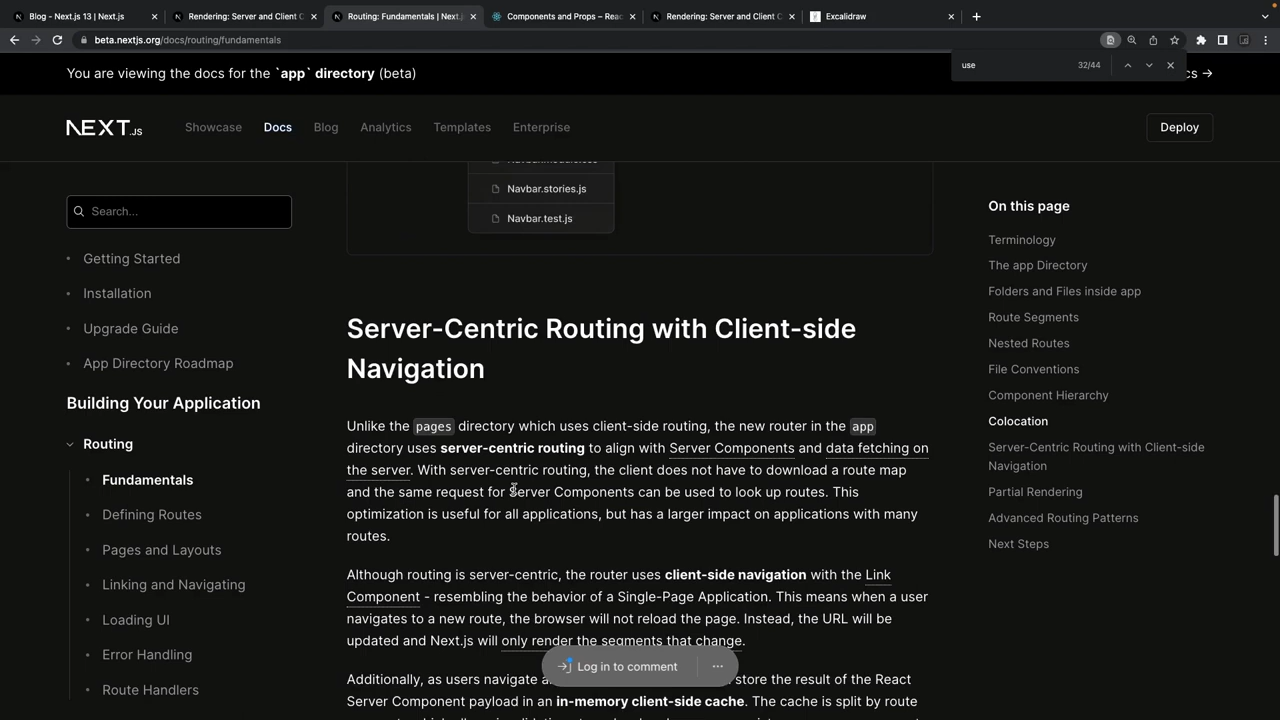 Blog - Next.js 13 | Next.js
Rendering: Server and Client C
Routing: Fundamentals | Next.
Components and Props – Rea
Rendering: Server and Client C
Excalidraw
beta.nextjs.org/docs/routing/fundamentals
use
32/44
You are viewing the docs for the `app` directory (beta)
cs →
NEXT.JS
Showcase
Docs
Blog
Analytics
Templates
Enterprise
Deploy
Search...
Getting Started
Installation
Upgrade Guide
App Directory Roadmap
Building Your Application
Routing
Fundamentals
Defining Routes
Pages and Layouts
Linking and Navigating
Loading UI
Error Handling
Route Handlers
Navbar.stories.js
Navbar.test.js
Server-Centric Routing with Client-side
Navigation
Unlike the pages directory which uses client-side routing, the new router in the app
directory uses server-centric routing to align with Server Components and data fetching on
the server. With server-centric routing, the client does not have to download a route map
and the same request for Server Components can be used to look up routes. This
optimization is useful for all applications, but has a larger impact on applications with many
routes.
Although routing is server-centric, the router uses client-side navigation with the Link
Component - resembling the behavior of a Single-Page Application. This means when a user
navigates to a new route, the browser will not reload the page. Instead, the URL will be
updated and Next.js will only render the segments that change.
Log in to comment
Additionally, as users navigate a store the result of the React
Server Component payload in an in-memory client-side cache. The cache is split by route
On this page
Terminology
The app Directory
Folders and Files inside app
Route Segments
Nested Routes
File Conventions
Component Hierarchy
Colocation
Server-Centric Routing with Client-side
Navigation
Partial Rendering
Advanced Routing Patterns
Next Steps